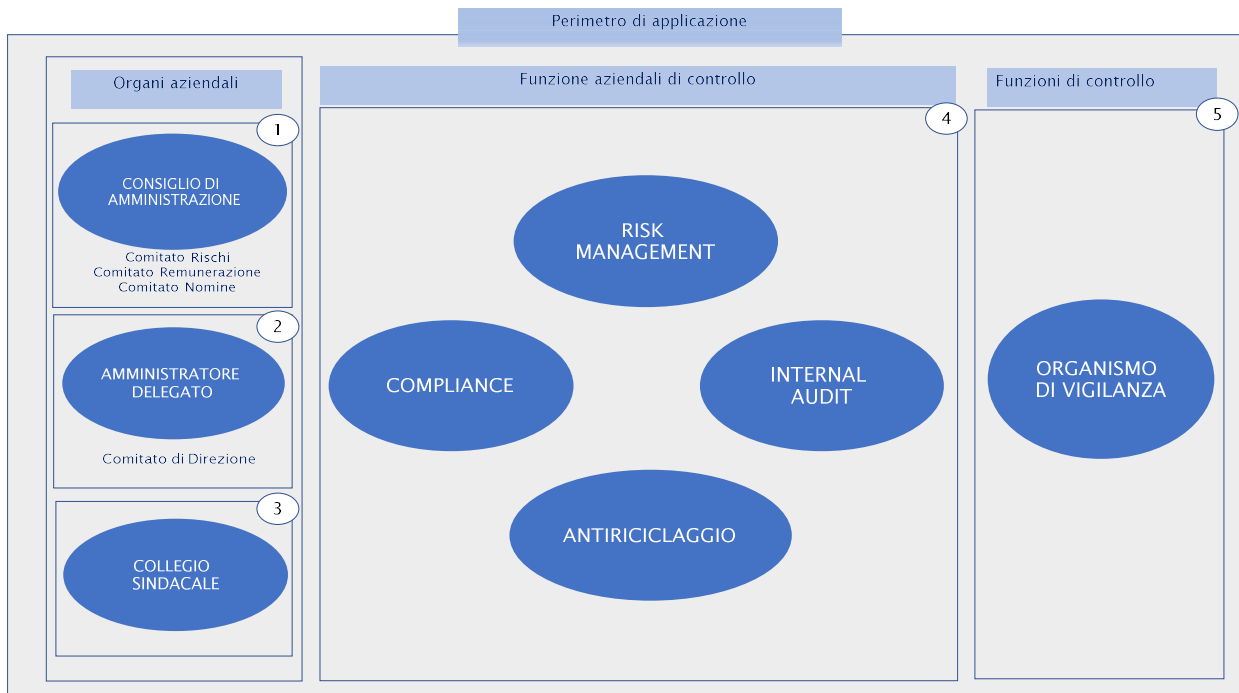 Perimetro di applicazione
Organi aziendali
1
CONSIGLIO DI
AMMINISTRAZIONE
Comitato Rischi
Comitato Remunerazione
Comitato Nomine
2
AMMINISTRATORE
DELEGATO
Comitato di Direzione
3
COLLEGIO
SINDACALE
Funzione aziendali di controllo
4
RISK
MANAGEMENT
COMPLIANCE
INTERNAL
AUDIT
ANTIRICICLAGGIO
Funzioni di controllo
5
ORGANISMO
DI VIGILANZA